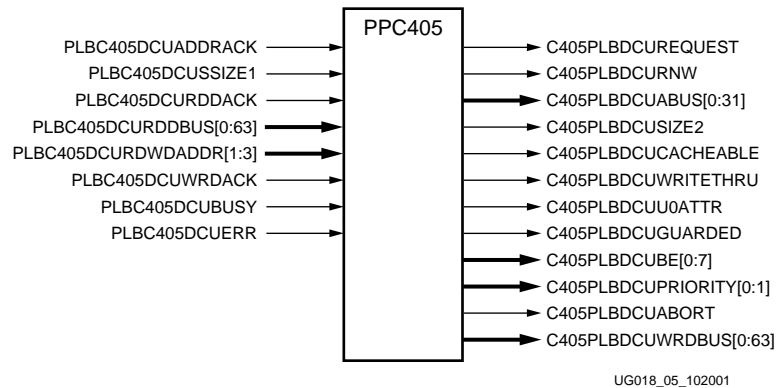 PPC405
PLBC405DCUADDRACK
PLBC405DCUSSIZE1
PLBC405DCURDDACK
PLBC405DCURDDBUS[0:63]
PLBC405DCURDWDADDR[1:3]
PLBC405DCUWRDACK
PLBC405DCUBUSY
PLBC405DCUERR
C405PLBDCUREQUEST
C405PLBDCURNW
C405PLBDCUABUS[0:31]
C405PLBDCUSIZE2
C405PLBDCUCACHEABLE
C405PLBDCUWRITETHRU
C405PLBDCUU0ATTR
C405PLBDCUGUARDED
C405PLBDCUBE[0:7]
C405PLBDCUPRIORITY[0:1]
C405PLBDCUABORT
C405PLBDCUWRDBUS[0:63]
UG018_05_102001